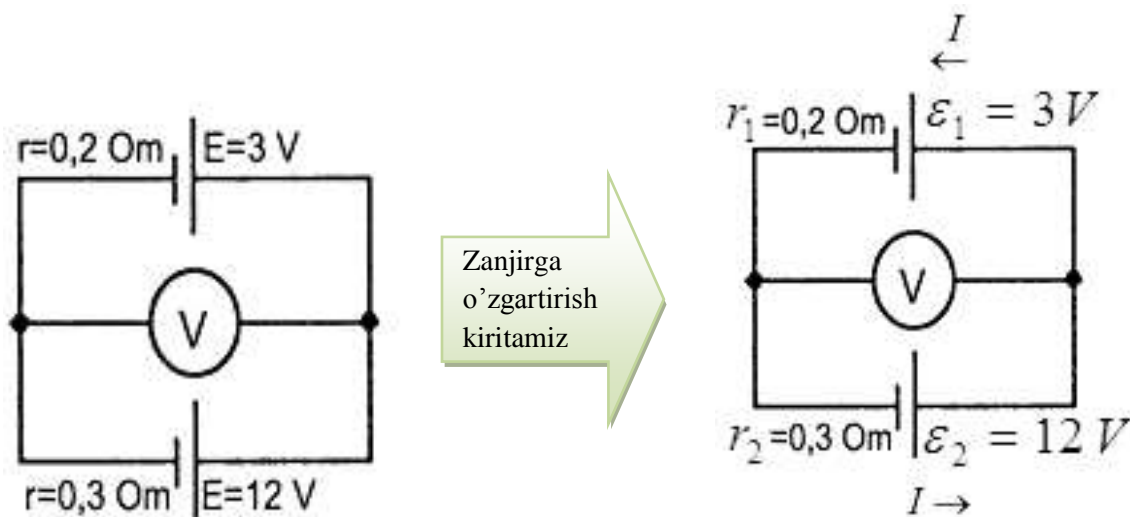 r=0,2 Om E=3 V
V
r=0,3 Om E=12 V
Zanjirga
o’zgartirish
kiritamiz
I
←
r₁=0,2 Om ε₁ = 3 V
V
r₂=0,3 Om ε₂ = 12 V
I →